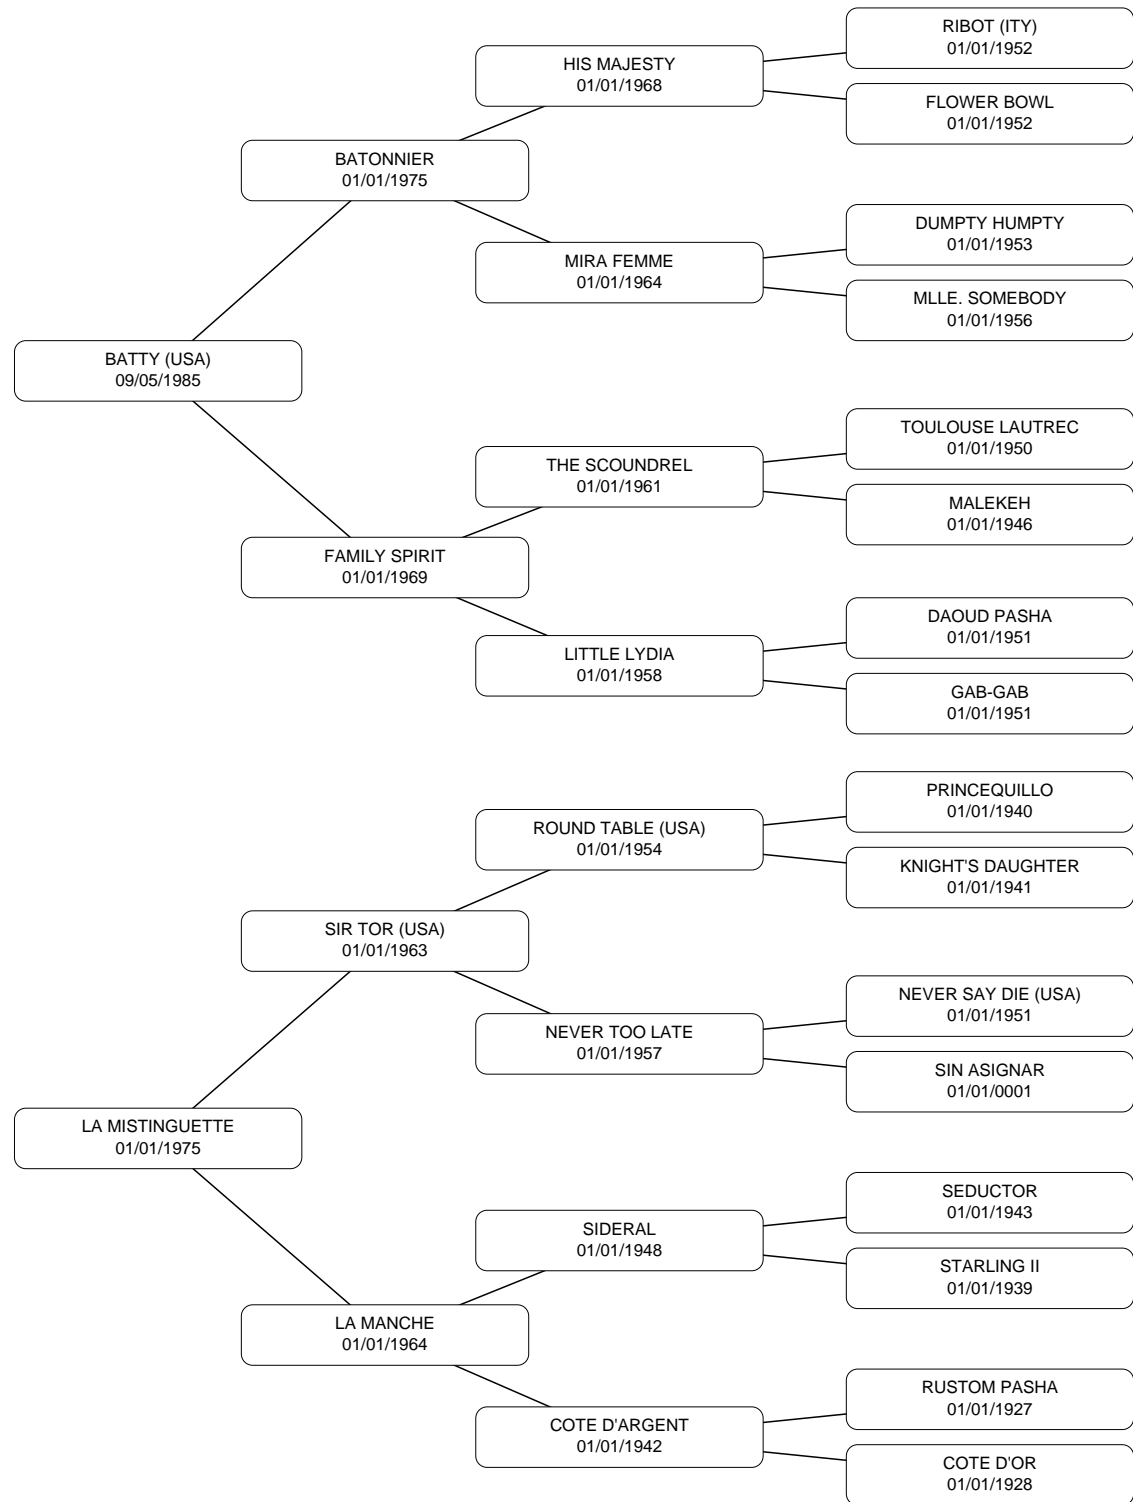 RIBOT (ITY)
01/01/1952
HIS MAJESTY
01/01/1968
FLOWER BOWL
01/01/1952
BATONNIER
01/01/1975
DUMPTY HUMPTY
01/01/1953
MIRA FEMME
01/01/1964
MLLE. SOMEBODY
01/01/1956
BATTY (USA)
09/05/1985
TOULOUSE LAUTREC
01/01/1950
THE SCOUNDREL
01/01/1961
MALEKEH
01/01/1946
FAMILY SPIRIT
01/01/1969
DAOUD PASHA
01/01/1951
LITTLE LYDIA
01/01/1958
GAB-GAB
01/01/1951
PRINCEQUILLO
01/01/1940
ROUND TABLE (USA)
01/01/1954
KNIGHT'S DAUGHTER
01/01/1941
SIR TOR (USA)
01/01/1963
NEVER SAY DIE (USA)
01/01/1951
NEVER TOO LATE
01/01/1957
SIN ASIGNAR
01/01/0001
LA MISTINGUETTE
01/01/1975
SEDUCTOR
01/01/1943
SIDERAL
01/01/1948
STARLING II
01/01/1939
LA MANCHE
01/01/1964
RUSTOM PASHA
01/01/1927
COTE D'ARGENT
01/01/1942
COTE D'OR
01/01/1928